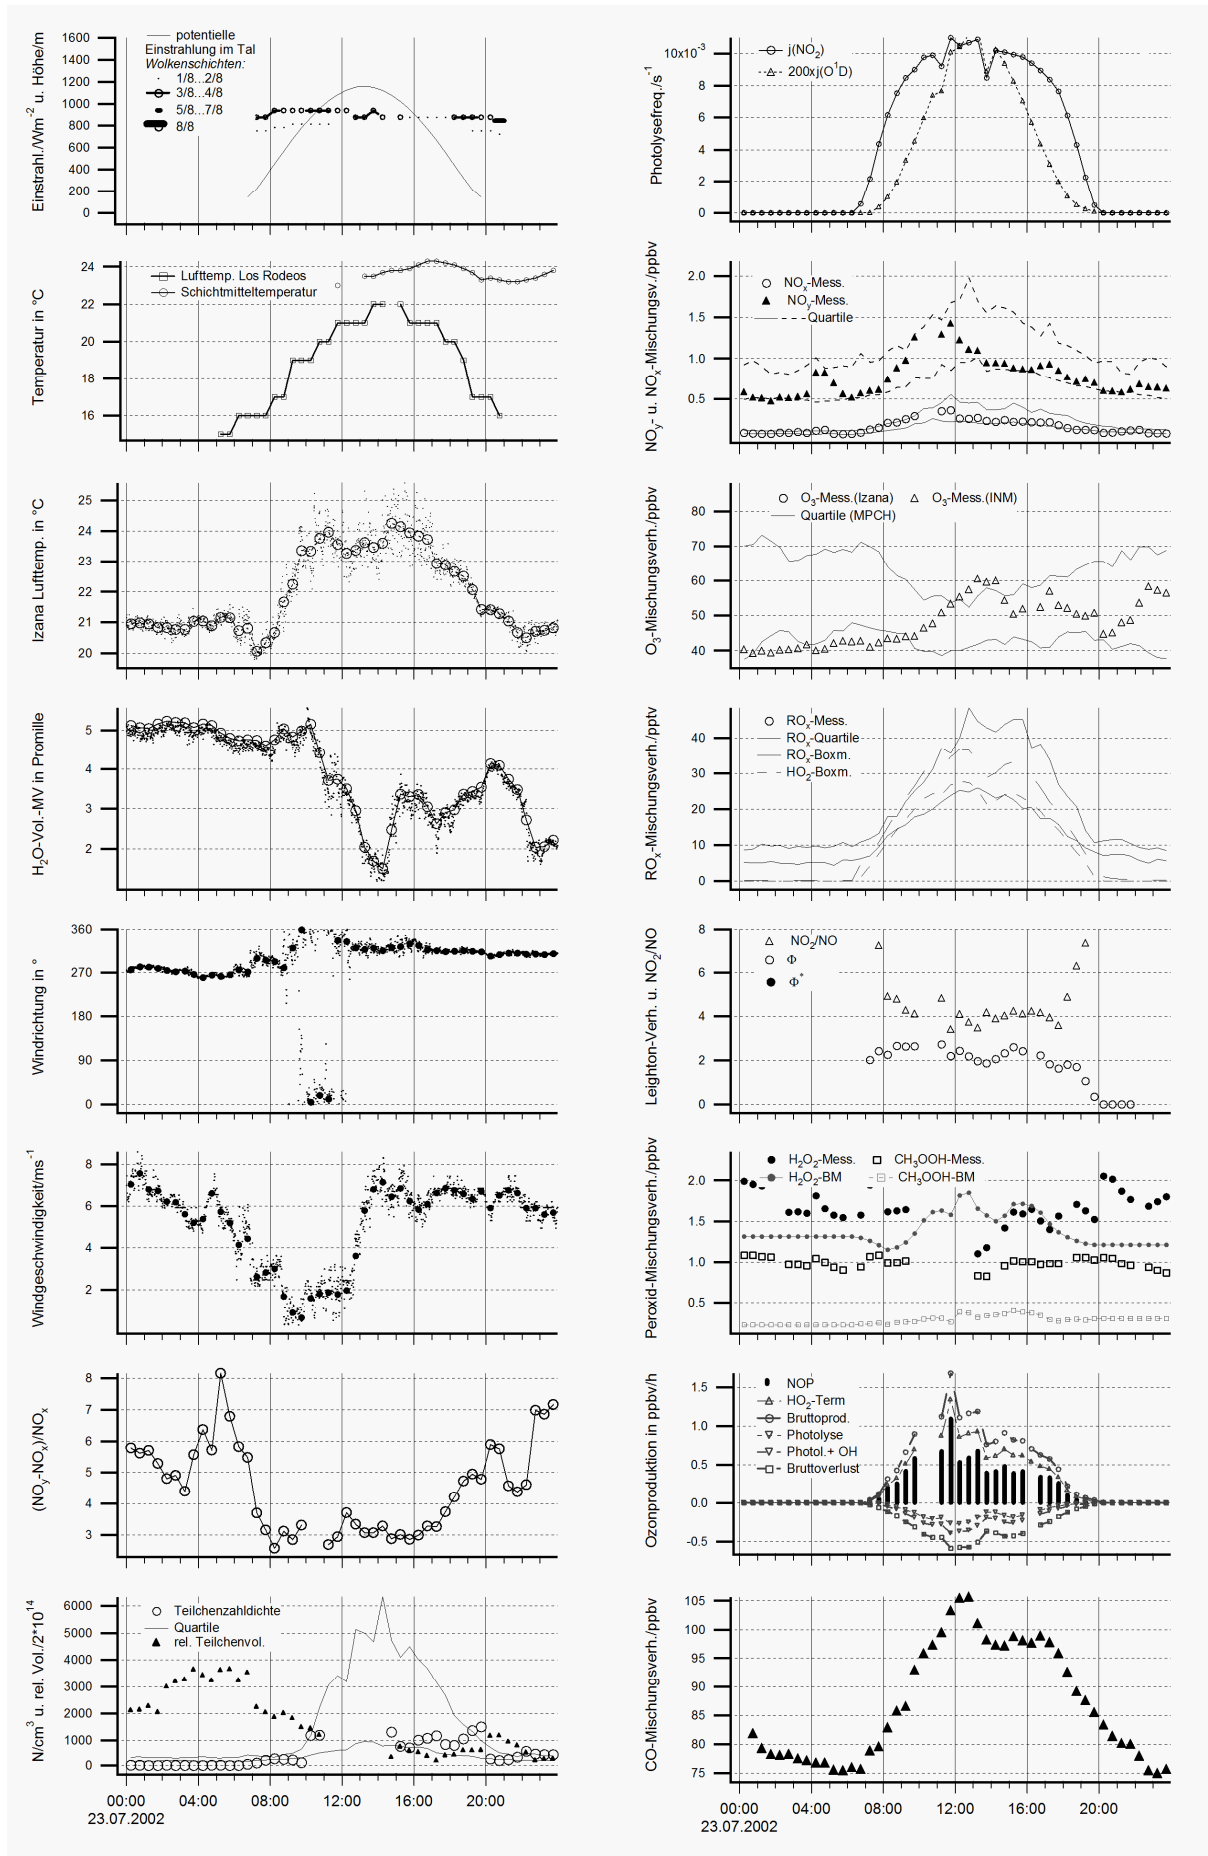 Einstrahl./Wm⁻² u. Höhe/m
1600
1400
1200
1000
800
600
400
200
0
potentielle
Einstrahlung im Tal
Wolkenschichten:
1/8...2/8
3/8...4/8
5/8...7/8
8/8
Temperatur in °C
24
22
20
18
16
Lufttemp. Los Rodeos
Schichtmitteltemperatur
Izana Lufttemp. in °C
25
24
23
22
21
20
H₂O-Vol.-MV in Promille
5
4
3
2
Windrichtung in °
360
270
180
90
0
Windgeschwindigkeit/ms⁻¹
8
6
4
2
(NOy-NOx)/NOx
8
7
6
5
4
3
N/cm³ u. rel. Vol./2*10¹⁴
6000
5000
4000
3000
2000
1000
0
Teilchenzahldichte
Quartile
rel. Teilchenvol.
00:00 04:00 08:00 12:00 16:00 20:00
23.07.2002
Photolysefreq./s⁻¹
10x10⁻³
8
6
4
2
0
j(NO₂)
200xj(O¹D)
NOy- u. NOx-Mischungsv./ppbv
2.0
1.5
1.0
0.5
NOx-Mess.
NOy-Mess.
Quartile
O₃-Mischungsverh./ppbv
80
70
60
50
40
O₃-Mess.(Izana) O₃-Mess.(INM)
Quartile (MPCH)
ROx-Mischungsverh./pptv
40
30
20
10
0
ROx-Mess.
ROx-Quartile
ROx-Boxm.
HO₂-Boxm.
Leighton-Verh. u. NO₂/NO
8
6
4
2
0
NO₂/NO
Φ
Φ*
Peroxid-Mischungsverh./ppbv
2.0
1.5
1.0
0.5
H₂O₂-Mess. CH₃OOH-Mess.
H₂O₂-BM CH₃OOH-BM
Ozonproduktion in ppbv/h
1.5
1.0
0.5
0.0
-0.5
NOP
HO₂-Term
Bruttoprod.
Photolyse
Photol.+ OH
Bruttoverlust
CO-Mischungsverh./ppbv
105
100
95
90
85
80
75
00:00 04:00 08:00 12:00 16:00 20:00
23.07.2002